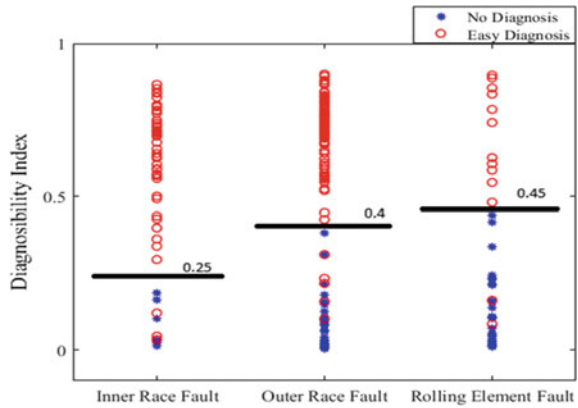 No Diagnosis
Easy Diagnosis
1
0.5
0
Diagnosibility Index
0.25
0.4
0.45
Inner Race Fault
Outer Race Fault
Rolling Element Fault